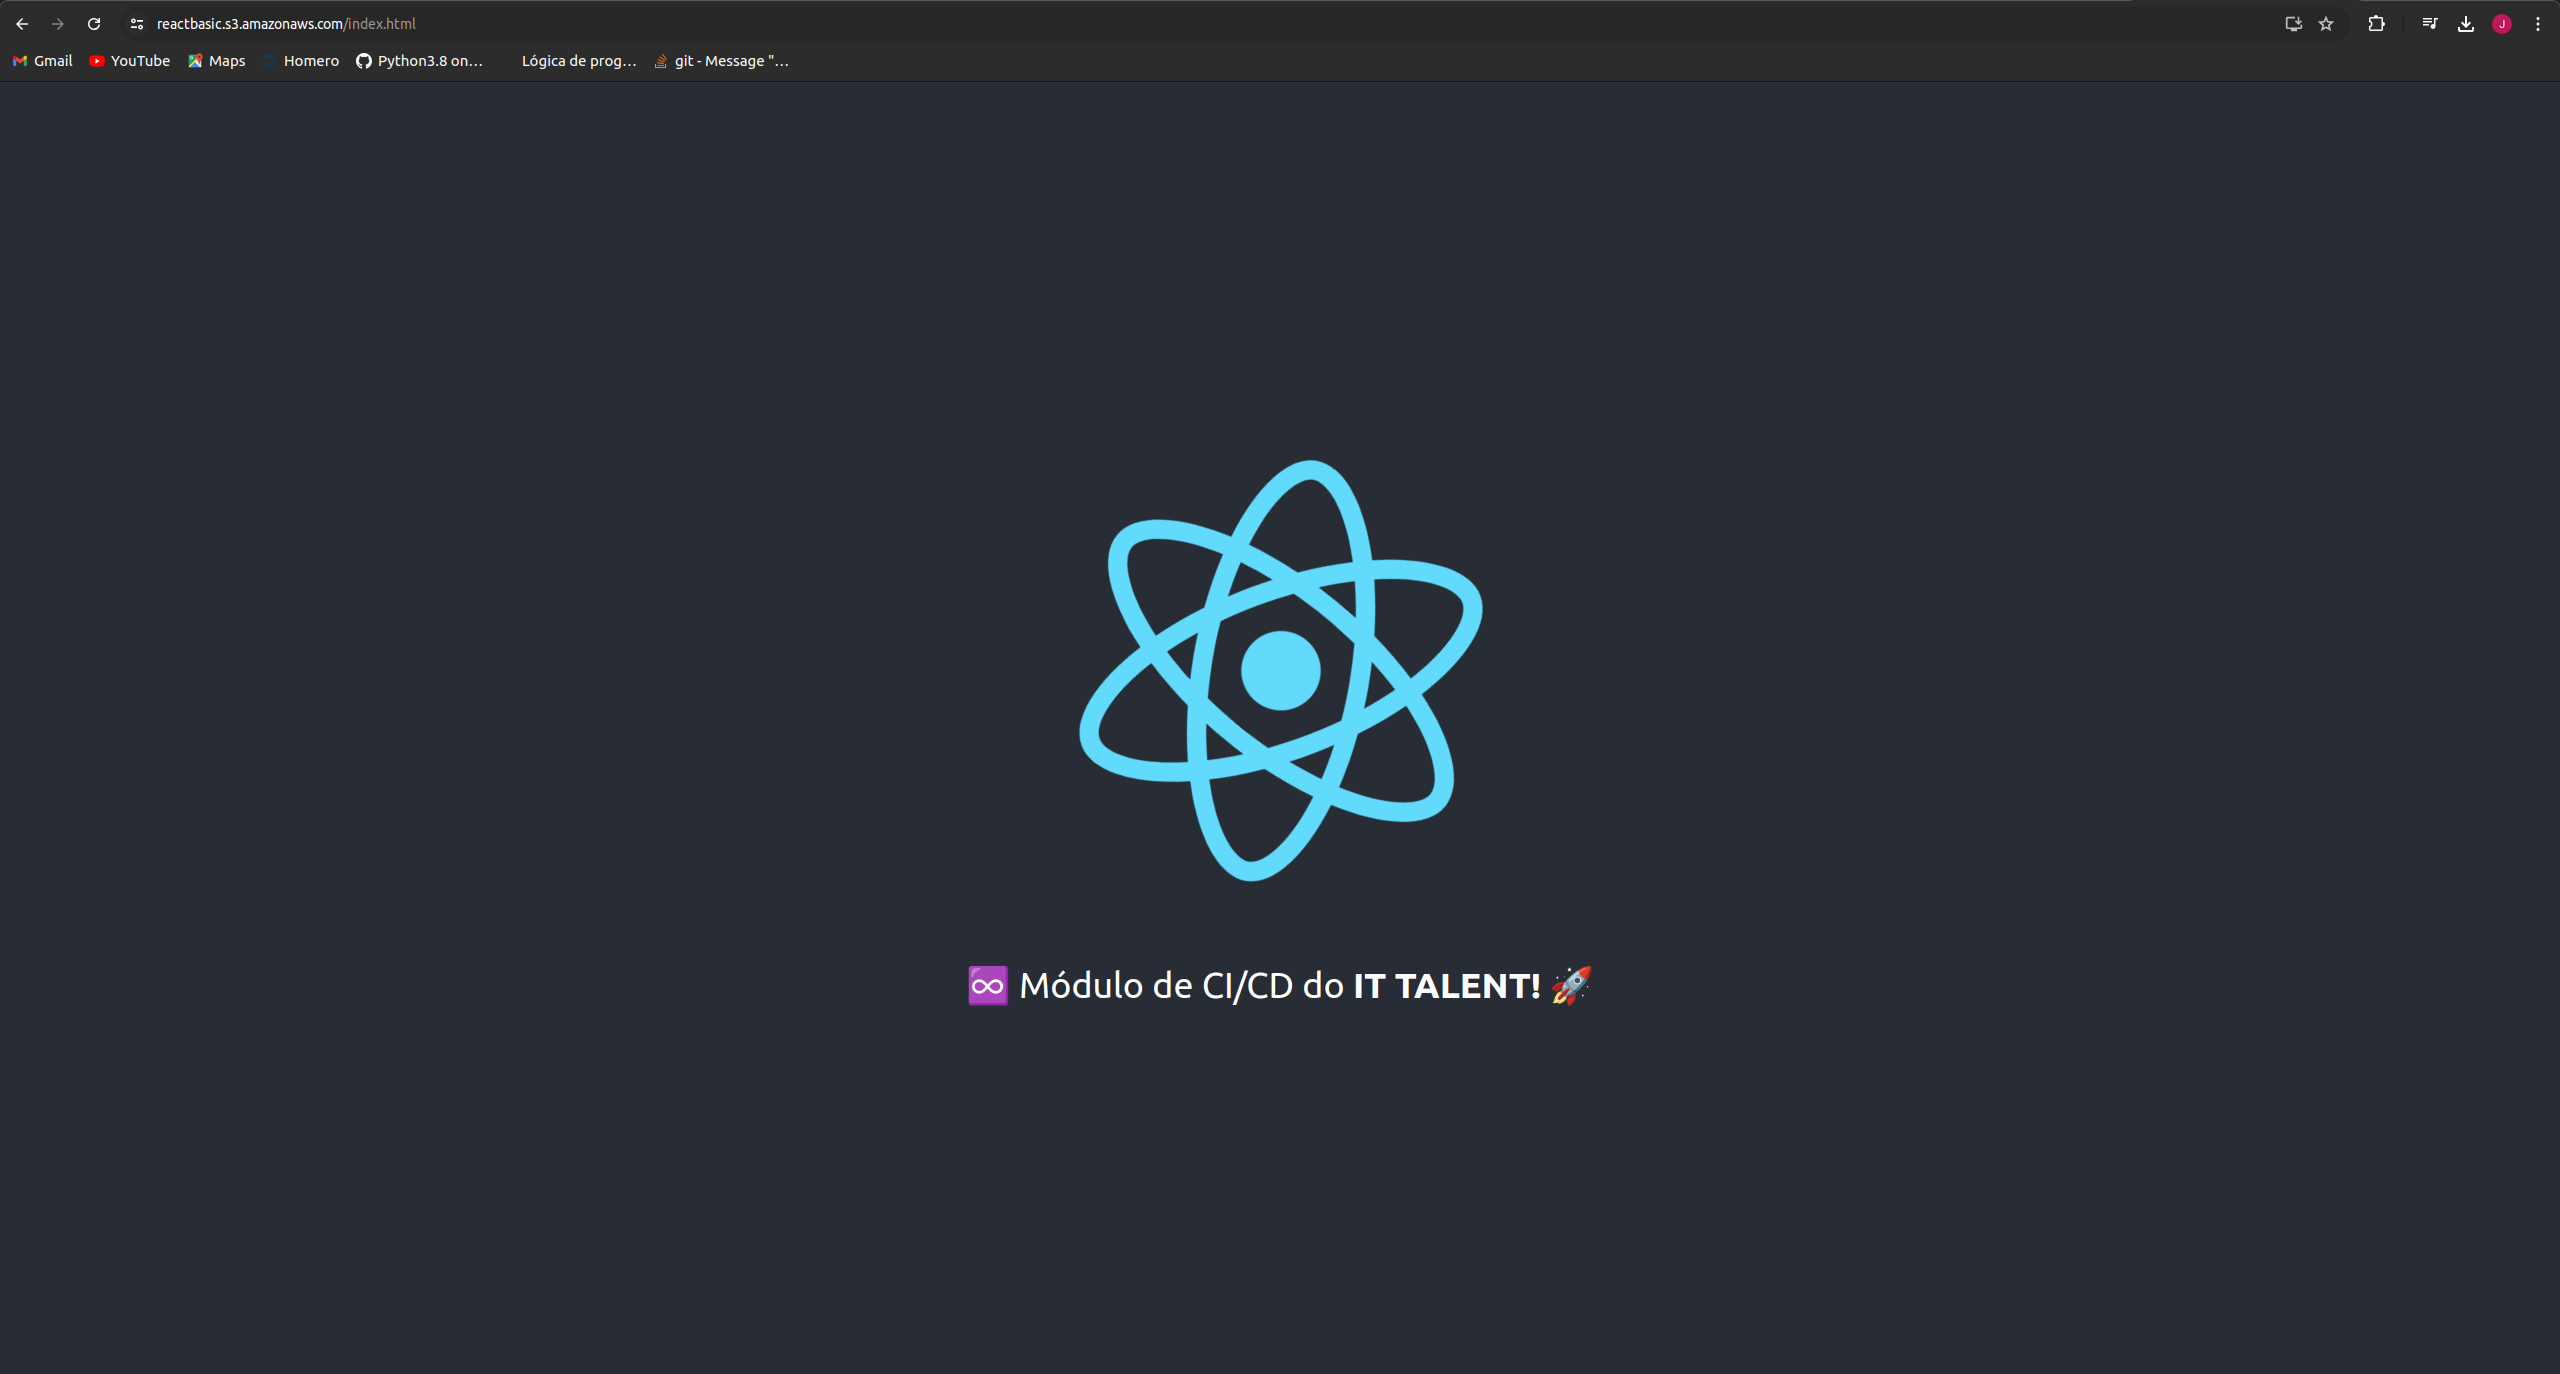 reactbasic.s3.amazonaws.com/index.html
J
Gmail YouTube Maps Homero Python3.8 on... Lógica de prog... git - Message "...
♾️ Módulo de CI/CD do IT TALENT! 🚀